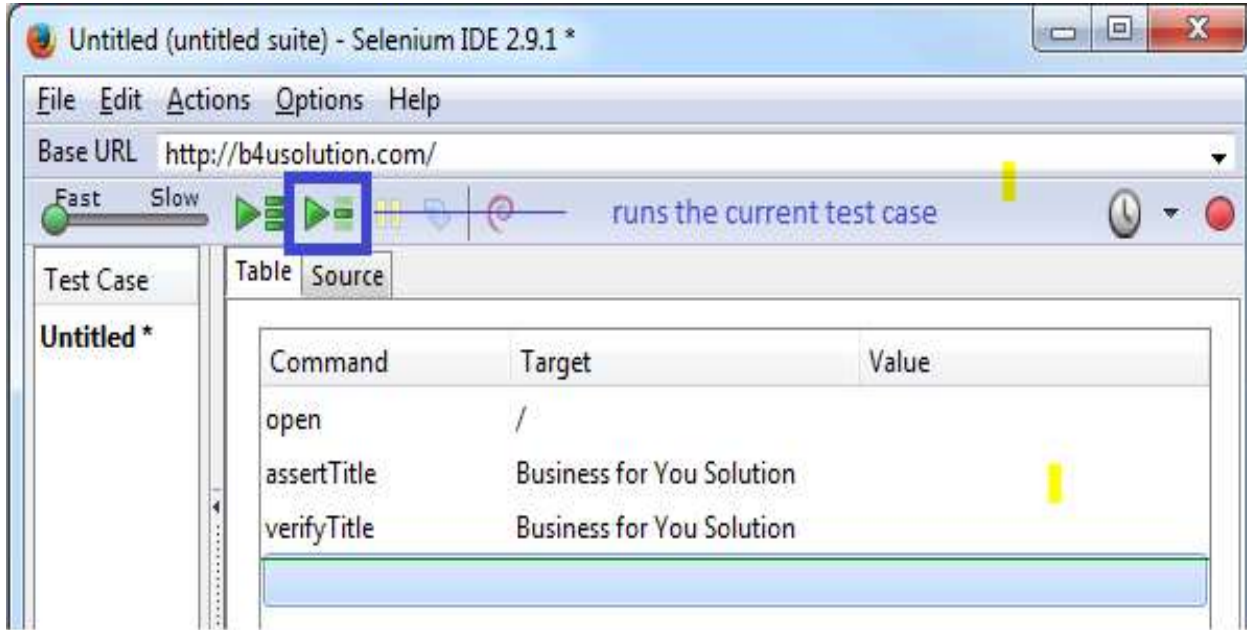 Untitled (untitled suite) - Selenium IDE 2.9.1 *
File Edit Actions Options Help
Base URL http://b4usolution.com/
Fast Slow runs the current test case
Test Case Table Source
Untitled *
Command Target Value
open /
assertTitle Business for You Solution
verifyTitle Business for You Solution